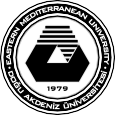 EASTERN MEDITERRANEAN UNIVERSITY
1979
DOĞU AKDENİZ ÜNİVERSİTESİ